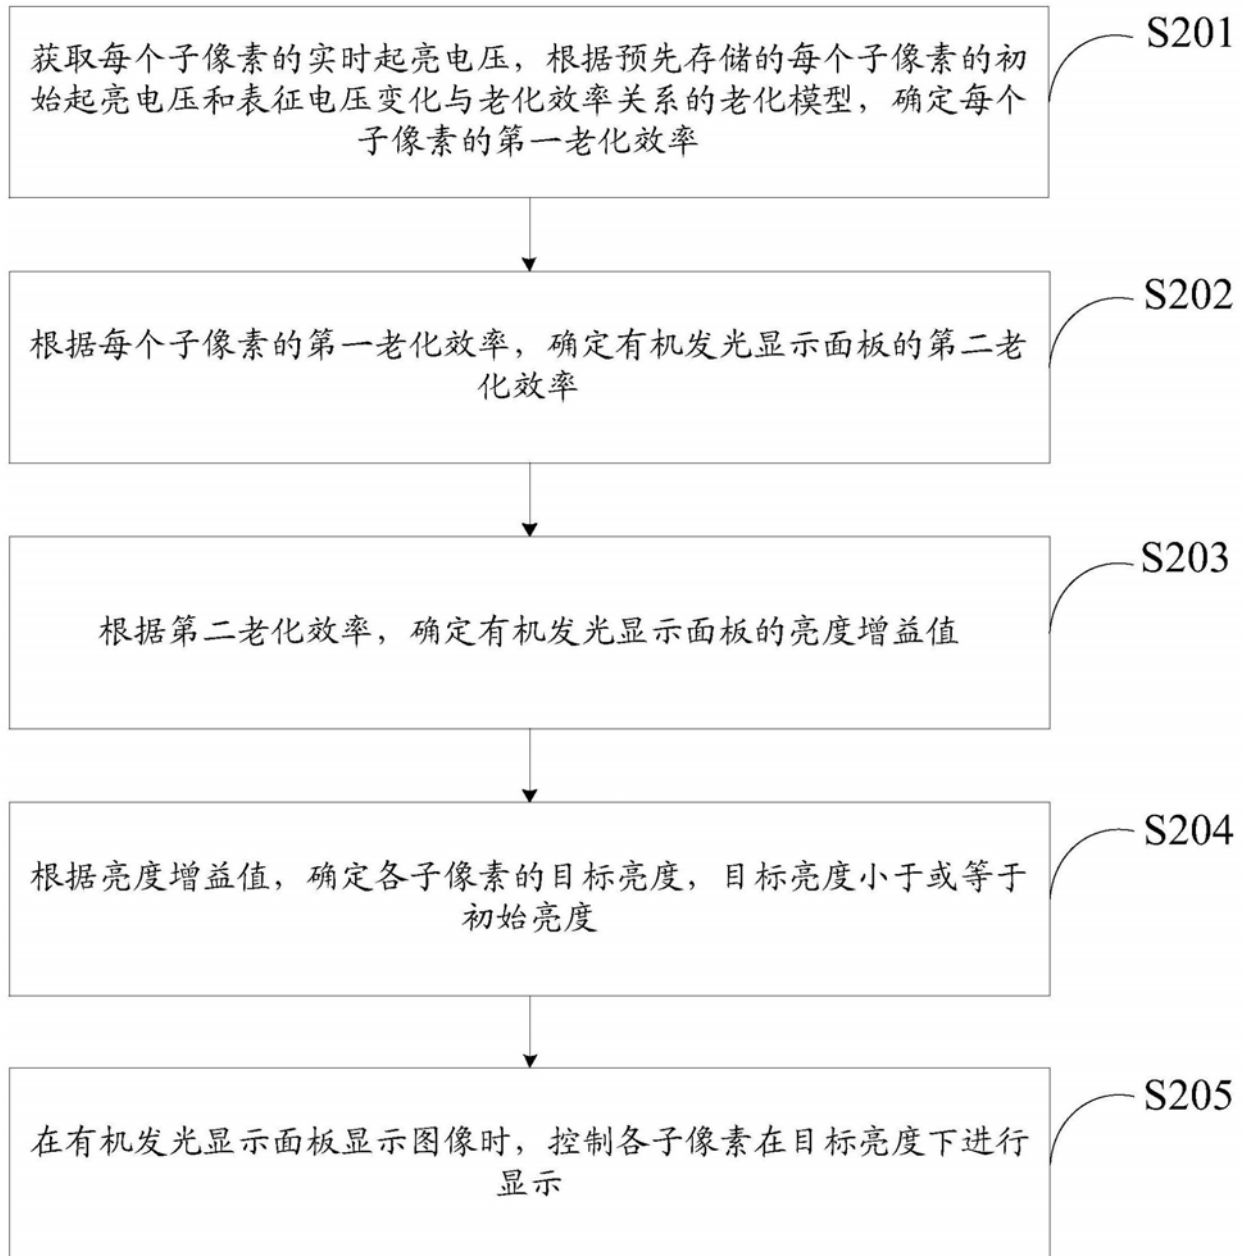 获取每个子像素的实时起亮电压，根据预先存储的每个子像素的初
始起亮电压和表征电压变化与老化效率关系的老化模型，确定每个
子像素的第一老化效率
S201
根据每个子像素的第一老化效率，确定有机发光显示面板的第二老
化效率
S202
根据第二老化效率，确定有机发光显示面板的亮度增益值
S203
根据亮度增益值，确定各子像素的目标亮度，目标亮度小于或等于
初始亮度
S204
在有机发光显示面板显示图像时，控制各子像素在目标亮度下进行
显示
S205